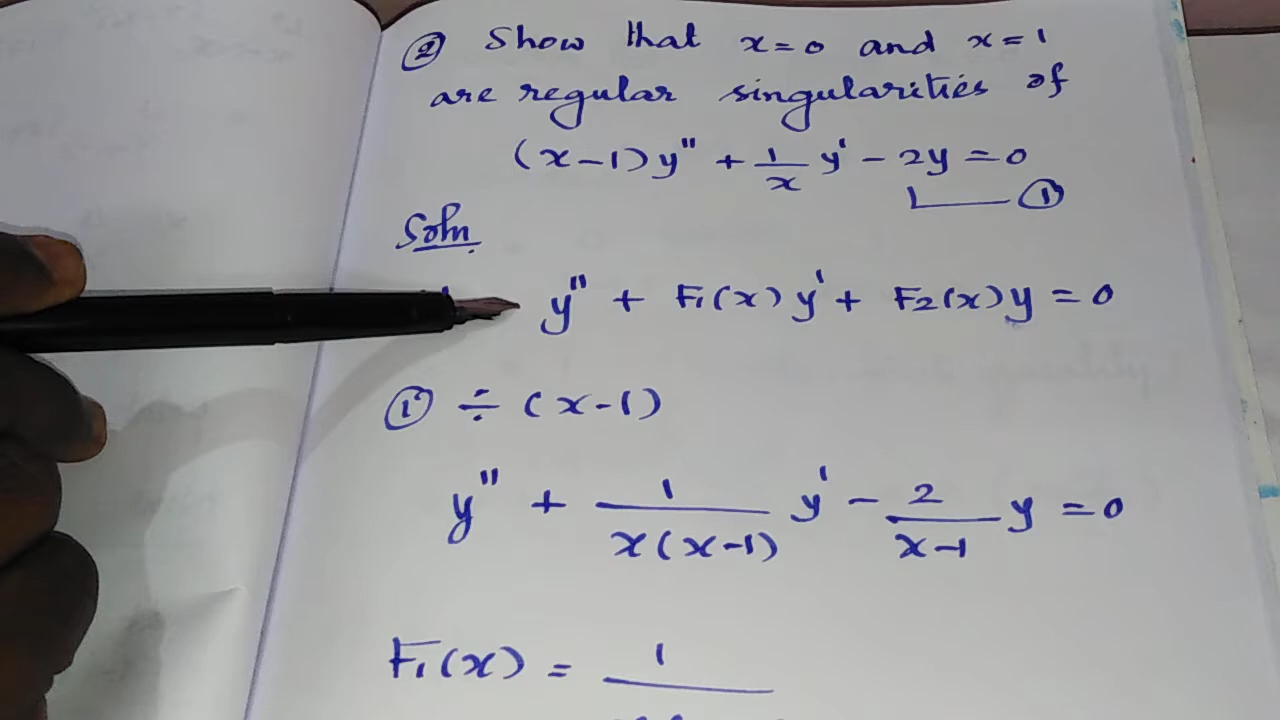 ② Show that x=0 and x=1
are regular singularities of
(x-1)y" + 1/x y' - 2y = 0
①
Soln.
y" + F₁(x)y' + F₂(x)y = 0
① ÷ (x-1)
y" + 1/x(x-1) y' - 2/x-1 y = 0
F₁(x) = 1